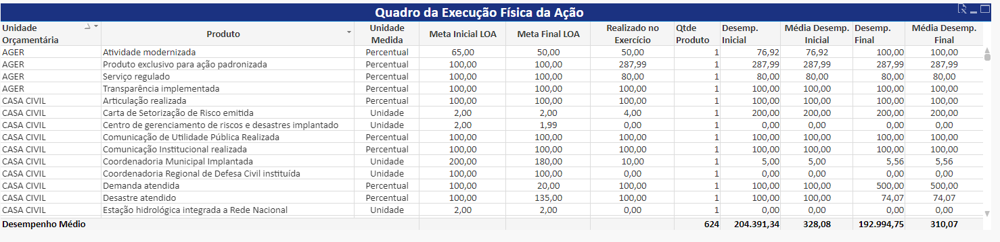 Quadro da Execução Física da Ação
Unidade Orçamentária Produto Unidade Medida Meta Inicial LOA Meta Final LOA Realizado no Exercício Qtde Produto Desemp. Inicial Média Desemp. Inicial Desemp. Final Média Desemp. Final
AGER Atividade modernizada Percentual 65,00 50,00 50,00 1 76,92 76,92 100,00 100,00
AGER Produto exclusivo para ação padronizada Percentual 100,00 100,00 287,99 1 287,99 287,99 287,99 287,99
AGER Serviço regulado Percentual 100,00 100,00 80,00 1 80,00 80,00 80,00 80,00
AGER Transparência implementada Percentual 100,00 100,00 100,00 1 100,00 100,00 100,00 100,00
CASA CIVIL Articulação realizada Percentual 100,00 100,00 100,00 1 100,00 100,00 100,00 100,00
CASA CIVIL Carta de Setorização de Risco emitida Unidade 2,00 2,00 4,00 1 200,00 200,00 200,00 200,00
CASA CIVIL Centro de gerenciamento de riscos e desastres implantado Unidade 2,00 1,99 0,00 1 0,00 0,00 0,00 0,00
CASA CIVIL Comunicação de Utilidade Pública Realizada Percentual 100,00 100,00 100,00 1 100,00 100,00 100,00 100,00
CASA CIVIL Comunicação Institucional realizada Percentual 100,00 100,00 100,00 1 100,00 100,00 100,00 100,00
CASA CIVIL Coordenadoria Municipal Implantada Unidade 200,00 180,00 10,00 1 5,00 5,00 5,56 5,56
CASA CIVIL Coordenadoria Regional de Defesa Civil instituída Unidade 100,00 100,00 0,00 1 0,00 0,00 0,00 0,00
CASA CIVIL Demanda atendida Percentual 100,00 20,00 100,00 1 100,00 100,00 500,00 500,00
CASA CIVIL Desastre atendido Percentual 100,00 135,00 100,00 1 100,00 100,00 74,07 74,07
CASA CIVIL Estação hidrológica integrada a Rede Nacional Unidade 2,00 2,00 0,00 1 0,00 0,00 0,00 0,00
Desempenho Médio 624 204.391,34 328,08 192.994,75 310,07